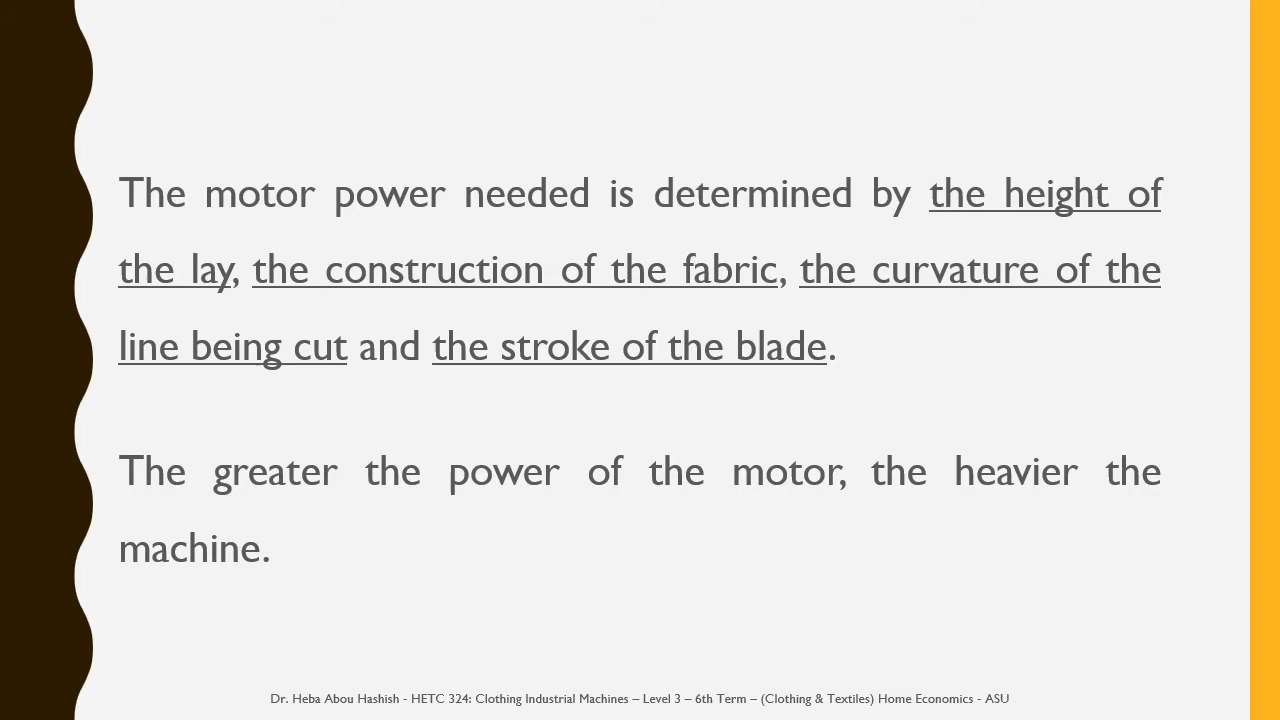 The motor power needed is determined by the height of
the lay, the construction of the fabric, the curvature of the
line being cut and the stroke of the blade.
The greater the power of the motor, the heavier the
machine.
Dr. Heba Abou Hashish - HETC 324: Clothing Industrial Machines – Level 3 – 6th Term – (Clothing & Textiles) Home Economics - ASU